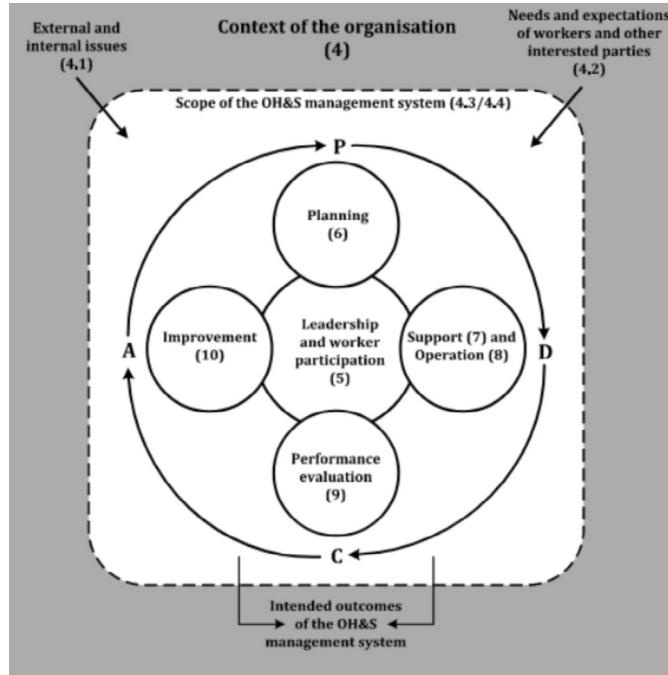 External and
internal issues
(4.1)
Context of the organisation
(4)
Needs and expectations
of workers and other
interested parties
(4.2)
Scope of the OH&S management system (4.3/4.4)
P
Planning
(6)
A
Improvement
(10)
Leadership
and worker
participation
(5)
Support (7) and
Operation (8)
D
Performance
evaluation
(9)
C
Intended outcomes
of the OH&S
management system